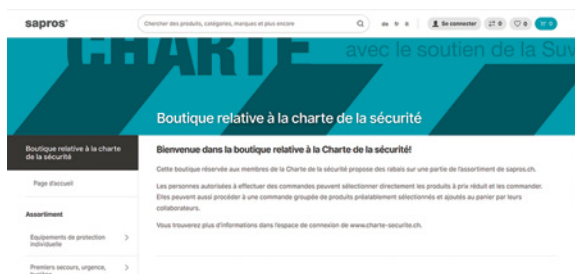 sapros
Chercher des produits, catégories, marques et plus encore
de fr it
Se connecter
0
0
0
CHARTE
avec le soutien de la Suv
Boutique relative à la charte de la sécurité
Boutique relative à la charte
de la sécurité
Page d'accueil
Assortiment
Equipements de protection
individuelle
Premiers secours, urgence,
Bienvenue dans la boutique relative à la Charte de la sécurité!
Cette boutique réservée aux membres de la Charte de la sécurité propose des rabais sur une partie de l'assortiment de sapros.ch.
Les personnes autorisées à effectuer des commandes peuvent sélectionner directement les produits à prix réduit et les commander.
Elles peuvent aussi procéder à une commande groupée de produits préalablement sélectionnés et ajoutés au panier par leurs
collaborateurs.
Vous trouverez plus d'informations dans l'espace de connexion de www.charte-securite.ch.